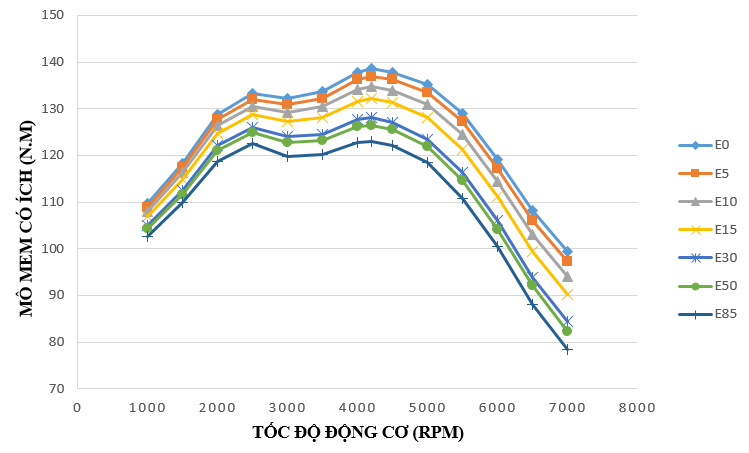 150
140
130
120
110
100
90
80
70
MÔ MEM CÓ ÍCH (N.M)
0 1000 2000 3000 4000 5000 6000 7000 8000
TỐC ĐỘ ĐỘNG CƠ (RPM)
E0
E5
E10
E15
E30
E50
E85